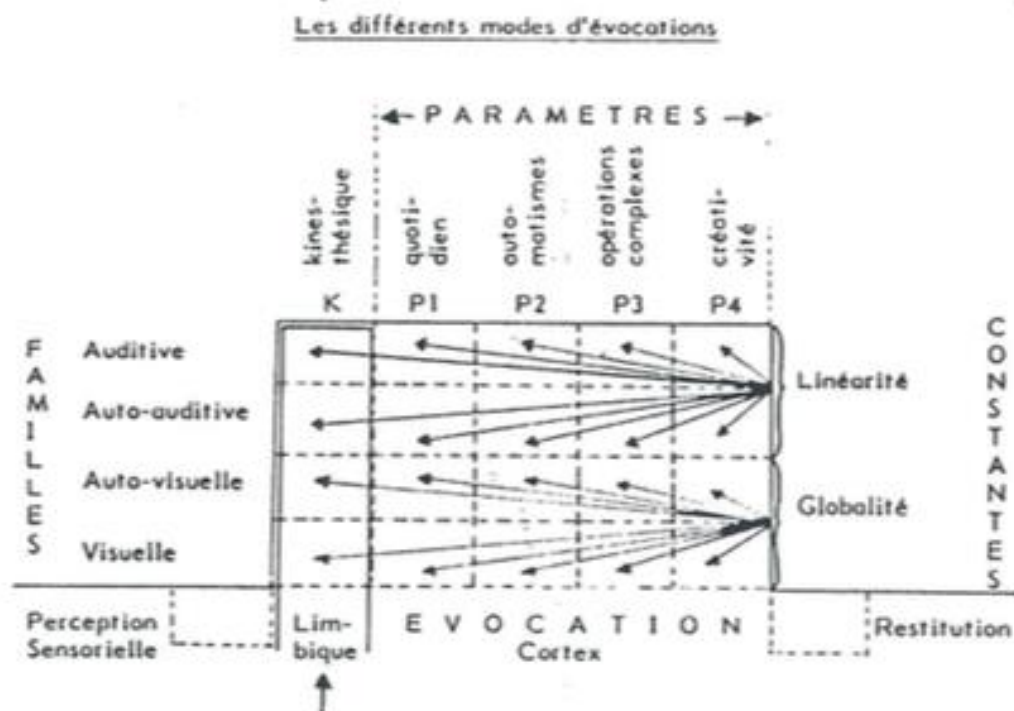 Les différents modes d'évocations
PARAMETRES
kines-
thésique
quoti-
dien
auto-
matismes
opérations
complexes
créati-
vité
K P1 P2 P3 P4
FAMILLES
Auditive
Auto-auditive
Auto-visuelle
Visuelle
Linéarité
Globalité
CONSTANTES
Perception
Sensorielle
Lim-
bique
EVOCATION
Cortex
Restitution